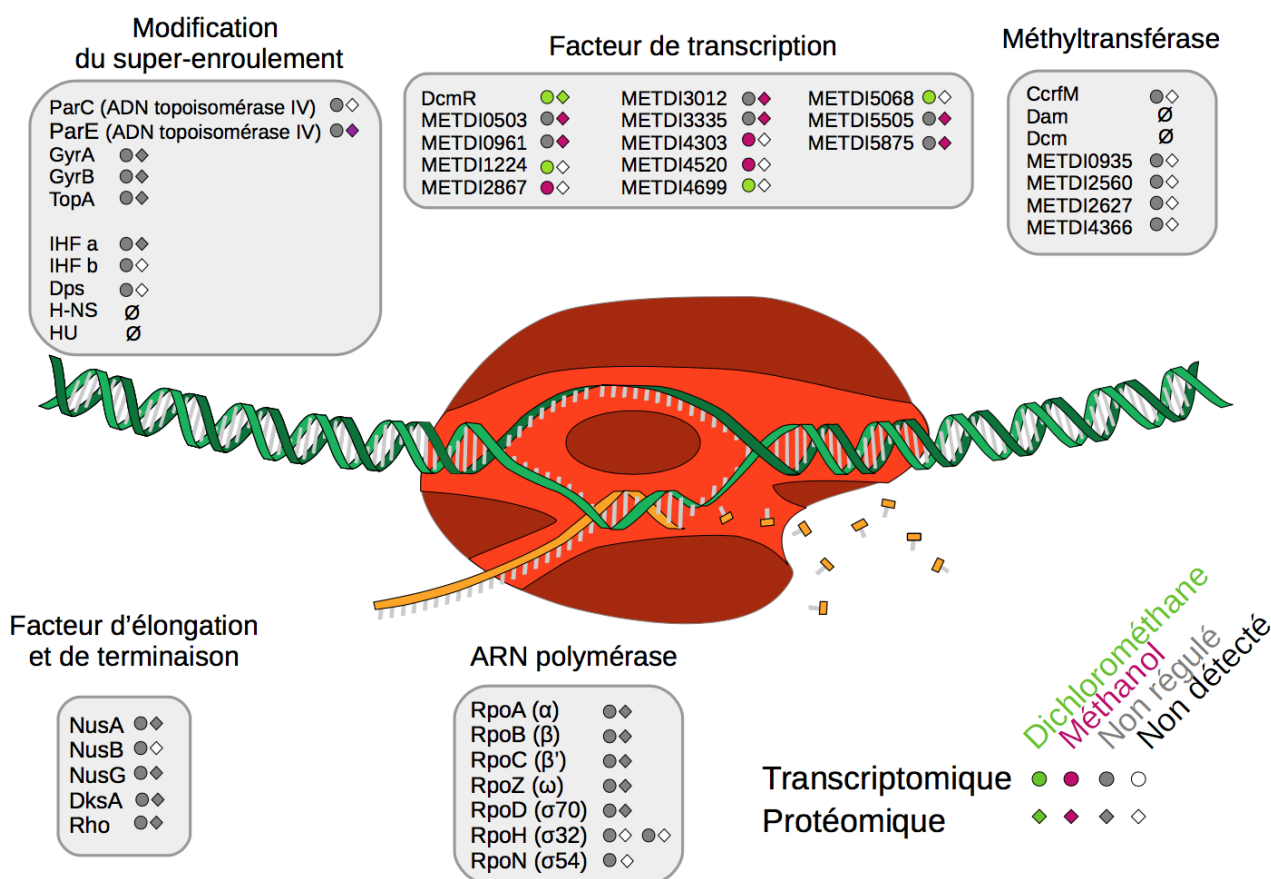 Modification
du super-enroulement
ParC (ADN topoisomérase IV)
ParE (ADN topoisomérase IV)
GyrA
GyrB
TopA
IHF a
IHF b
Dps
H-NS Ø
HU Ø
Facteur de transcription
DcmR
METDI0503
METDI0961
METDI1224
METDI2867
METDI3012
METDI3335
METDI4303
METDI4520
METDI4699
METDI5068
METDI5505
METDI5875
Méthyltransférase
CcrfM
Dam Ø
Dcm Ø
METDI0935
METDI2560
METDI2627
METDI4366
Facteur d'élongation
et de terminaison
NusA
NusB
NusG
DksA
Rho
ARN polymérase
RpoA (α)
RpoB (β)
RpoC (β')
RpoZ (ω)
RpoD (σ70)
RpoH (σ32)
RpoN (σ54)
Dichlorométhane
Méthanol
Non régulé
Non détecté
Transcriptomique
Protéomique